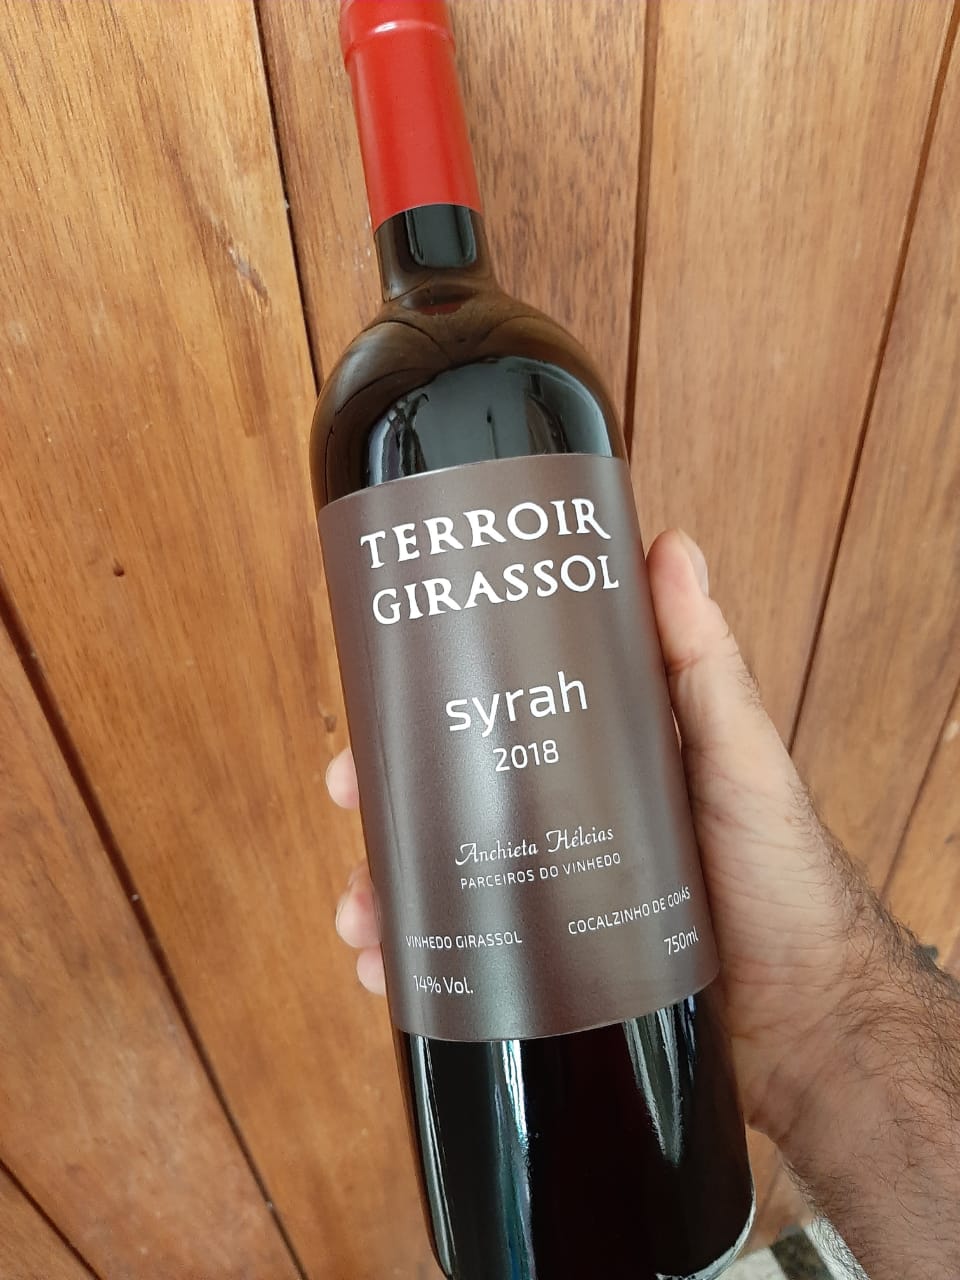 TERROIR
GIRASSOL
syrah
2018
Anchieta Hélcias
PARCEIROS DO VINHEDO
VINHEDO GIRASSOL
COCALZINHO DE GOIÁS
14% Vol.
750ml